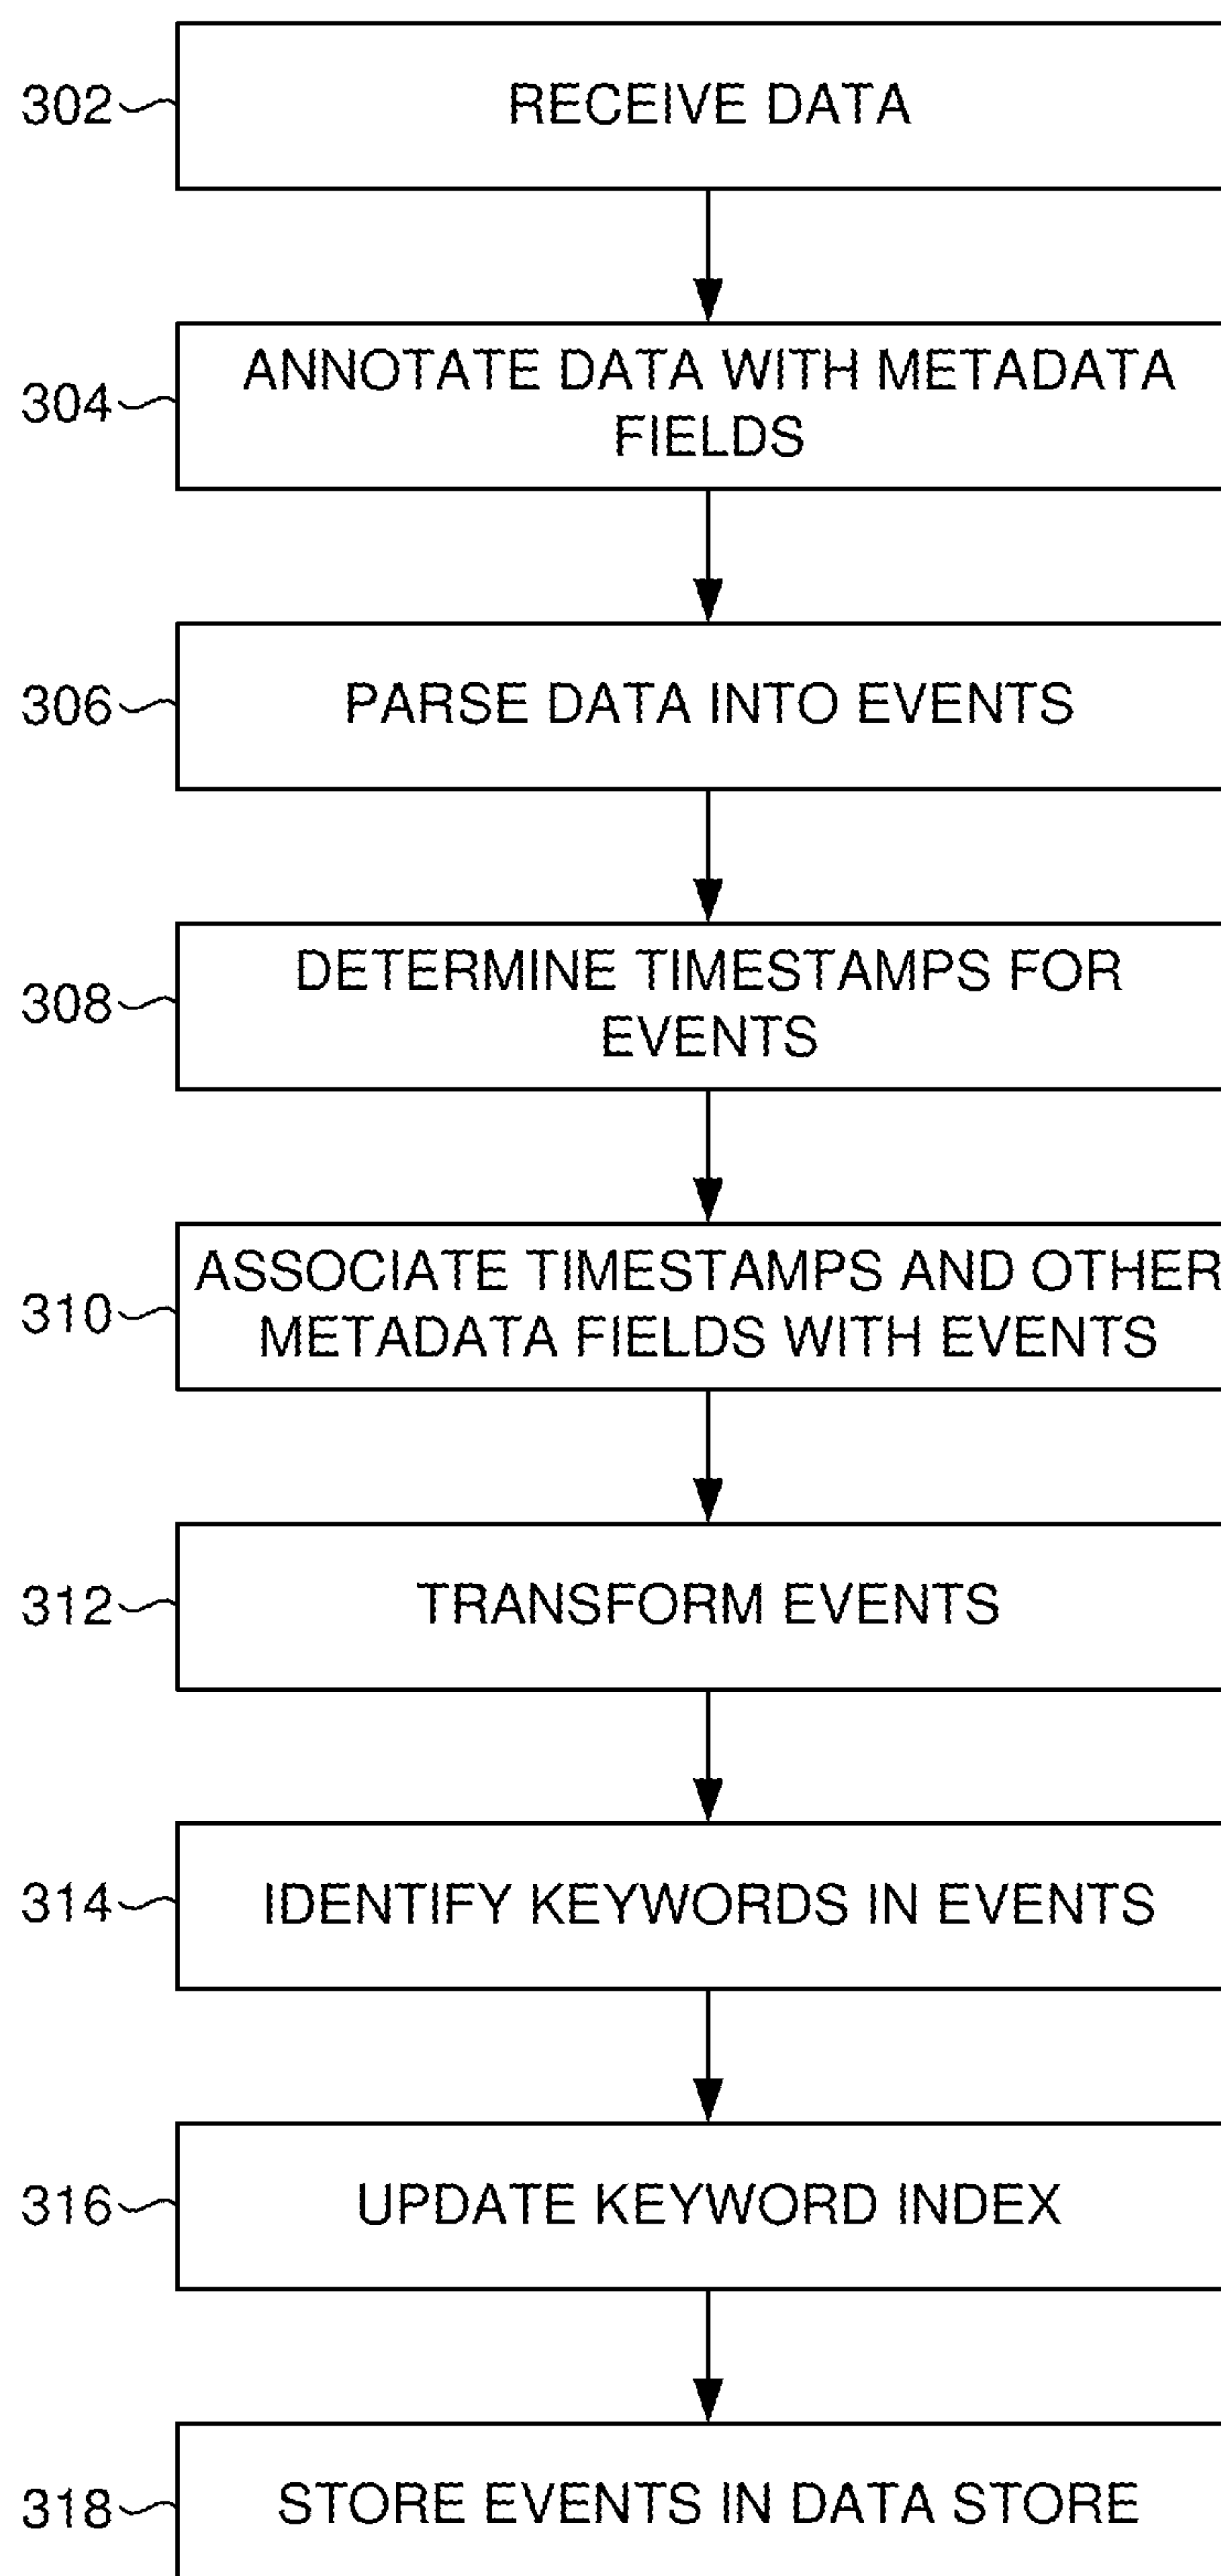 302
RECEIVE DATA
304
ANNOTATE DATA WITH METADATA
FIELDS
306
PARSE DATA INTO EVENTS
308
DETERMINE TIMESTAMPS FOR
EVENTS
310
ASSOCIATE TIMESTAMPS AND OTHER
METADATA FIELDS WITH EVENTS
312
TRANSFORM EVENTS
314
IDENTIFY KEYWORDS IN EVENTS
316
UPDATE KEYWORD INDEX
318
STORE EVENTS IN DATA STORE